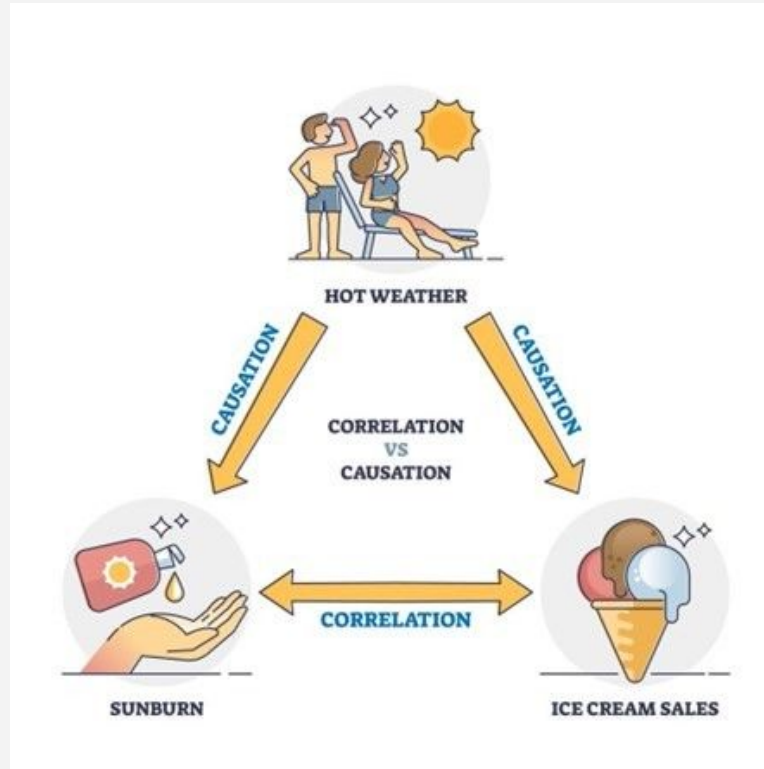 HOT WEATHER
CAUSATION
CAUSATION
CORRELATION
VS
CAUSATION
CORRELATION
SUNBURN
ICE CREAM SALES